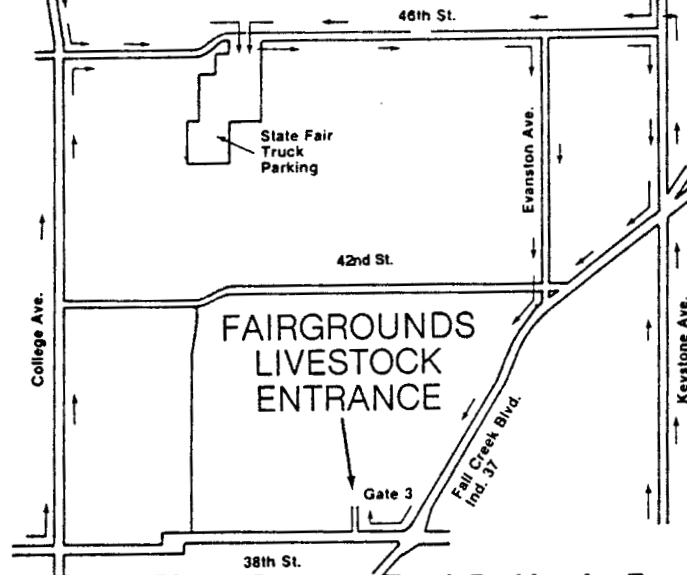 46th St.
State Fair
Truck
Parking
Evanston Ave.
42nd St.
College Ave.
FAIRGROUNDS
LIVESTOCK
ENTRANCE
Keystone Ave.
Fall Creek Blvd.
Ind. 37
Gate 3
38th St.